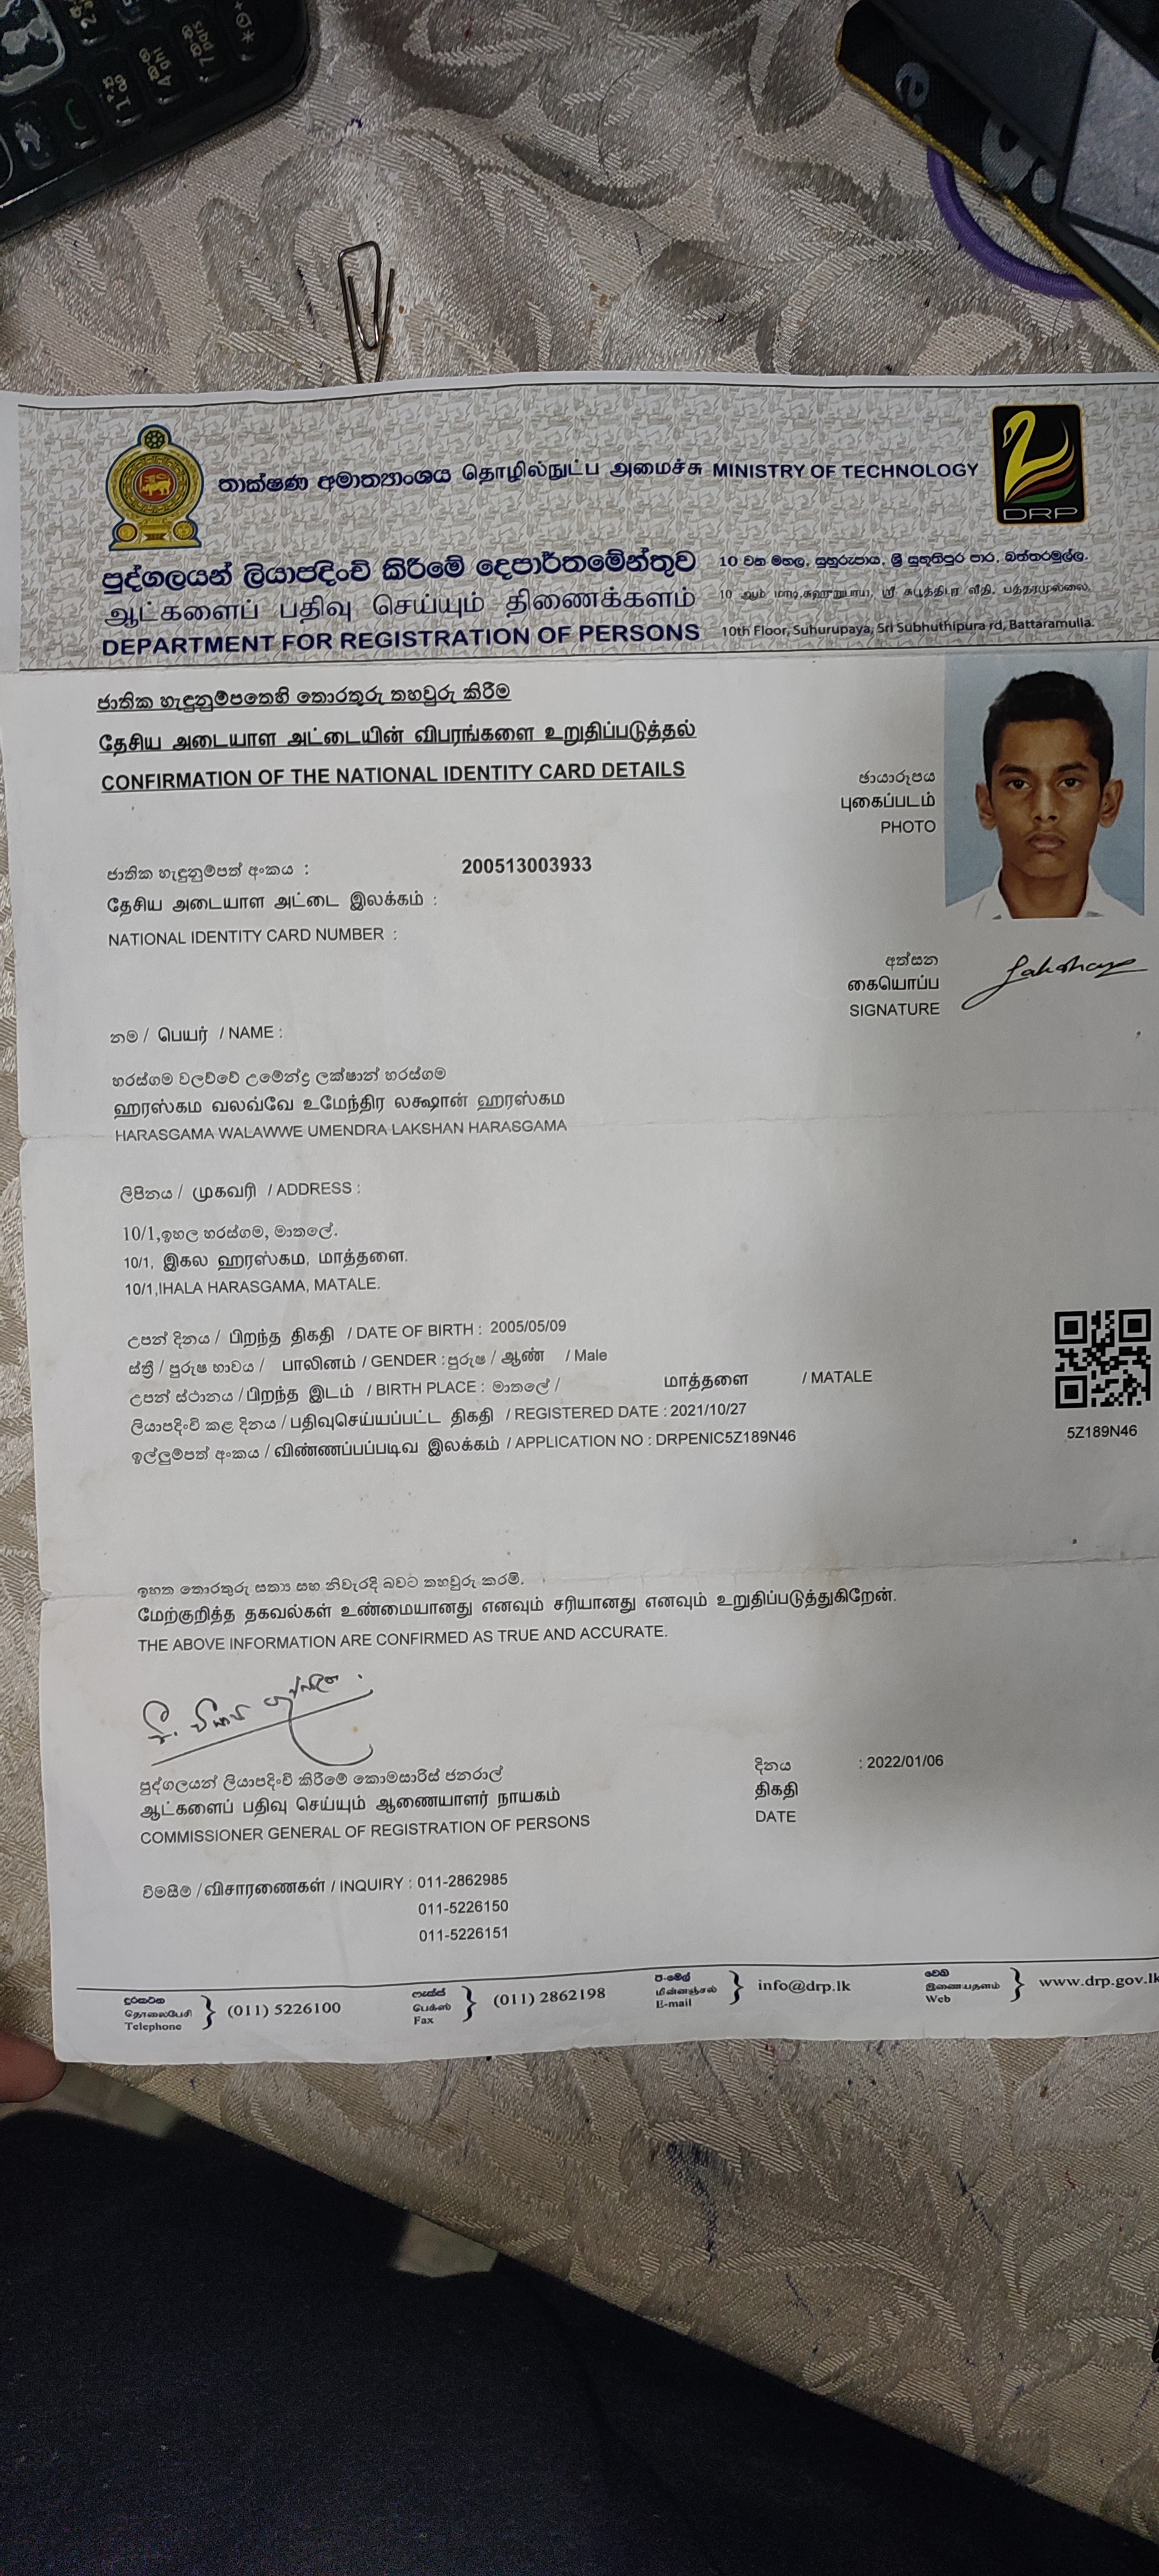 තාක්ෂණ අමාත්‍යාංශය தொழில்நுட்ப அமைச்சு MINISTRY OF TECHNOLOGY
DRP
පුද්ගලයන් ලියාපදිංචි කිරීමේ දෙපාර්තමේන්තුව
ஆட்களைப் பதிவு செய்யும் திணைக்களம்
DEPARTMENT FOR REGISTRATION OF PERSONS
10 වන මහල, සුහුරුපාය, ශ්‍රී සුභූතිපුර පාර, බත්තරමුල්ල.
10 ஆம் மாடி, சுஹுறுபாய, ஸ்ரீ சுபூத்திபுர வீதி, பத்தரமுல்லை.
10th Floor, Suhurupaya, Sri Subhuthipura rd, Battaramulla.
ජාතික හැඳුනුම්පතෙහි තොරතුරු තහවුරු කිරීම
தேசிய அடையாள அட்டையின் விபரங்களை உறுதிப்படுத்தல்
CONFIRMATION OF THE NATIONAL IDENTITY CARD DETAILS
ඡායාරූපය
புகைப்படம்
PHOTO
ජාතික හැඳුනුම්පත් අංකය : 200513003933
தேசிய அடையாள அட்டை இலக்கம் :
NATIONAL IDENTITY CARD NUMBER :
අත්සන
கையொப்ப
SIGNATURE
නම / பெயர் / NAME :
හරස්ගම වලව්වේ උමේන්ද්‍ර ලක්ෂාන් හරස්ගම
ஹரஸ்கம வலவ்வே உமேந்திர லக்ஷான் ஹரஸ்கம
HARASGAMA WALAWWE UMENDRA LAKSHAN HARASGAMA
ලිපිනය / முகவரி / ADDRESS :
10/1,ඉහල හරස්ගම, මාතලේ.
10/1, இகல ஹரஸ்கம, மாத்தளை.
10/1,IHALA HARASGAMA, MATALE.
උපන් දිනය / பிறந்த திகதி / DATE OF BIRTH : 2005/05/09
ස්ත්‍රී / පුරුෂ භාවය / பாலினம் / GENDER : පුරුෂ / ஆண் / Male
උපන් ස්ථානය / பிறந்த இடம் / BIRTH PLACE : මාතලේ / மாத்தளை / MATALE
ලියාපදිංචි කළ දිනය / பதிவுசெய்யப்பட்ட திகதி / REGISTERED DATE : 2021/10/27
ඉල්ලුම්පත් අංකය / விண்ணப்பப்படிவ இலக்கம் / APPLICATION NO : DRPENIC5Z189N46
5Z189N46
ඉහත තොරතුරු සත්‍ය සහ නිවැරදි බවට තහවුරු කරමි.
மேற்குறித்த தகவல்கள் உண்மையானது எனவும் சரியானது எனவும் உறுதிப்படுத்துகிறேன்.
THE ABOVE INFORMATION ARE CONFIRMED AS TRUE AND ACCURATE.
පුද්ගලයන් ලියාපදිංචි කිරීමේ කොමසාරිස් ජනරාල්
ஆட்களைப் பதிவு செய்யும் ஆணையாளர் நாயகம்
COMMISSIONER GENERAL OF REGISTRATION OF PERSONS
දිනය : 2022/01/06
திகதி
DATE
විමසීම් / விசாரணைகள் / INQUIRY : 011-2862985
011-5226150
011-5226151
දුරකථන
தொலைபேசி
Telephone
(011) 5226100
ෆැක්ස්
பெக்ஸ்
Fax
(011) 2862198
ඊ-මේල්
மின்னஞ்சல்
E-mail
info@drp.lk
වෙබ්
இணையதளம்
Web
www.drp.gov.lk